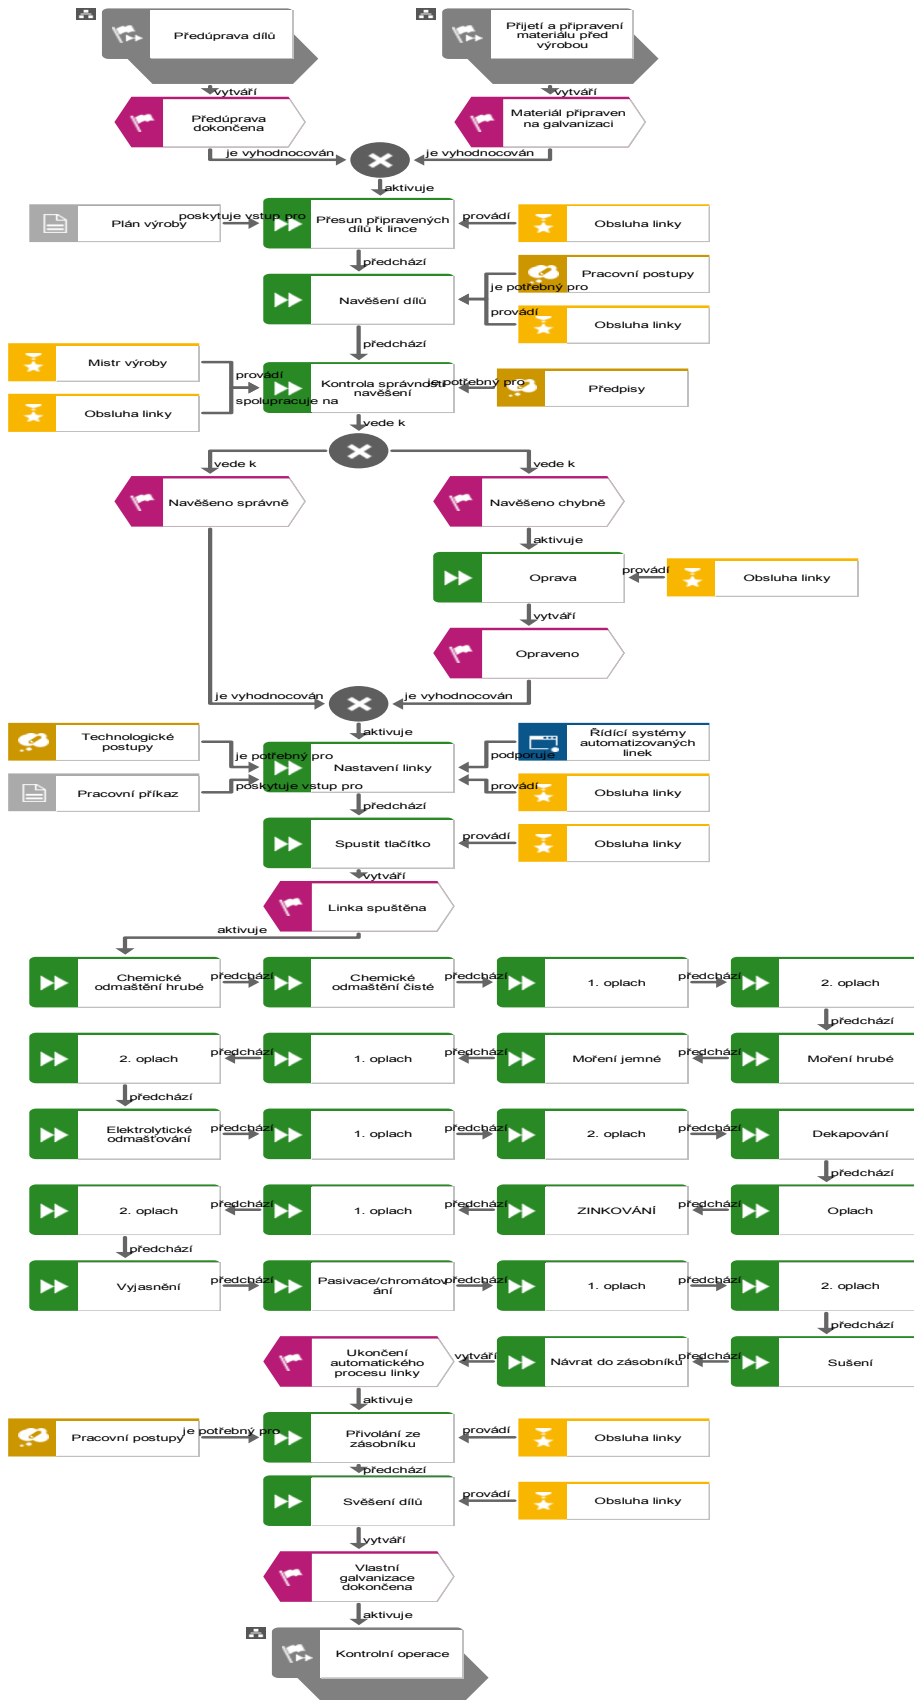 Předúprava dílů
Přijetí a připravení
materiálu před
výrobou
vytváří
vytváří
Předúprava
dokončena
Materiál připraven
na galvanizaci
je vyhodnocován
je vyhodnocován
aktivuje
Plán výroby
poskytuje vstup pro
Přesun připravených
dílů k lince
provádí
Obsluha linky
předchází
Navěšení dílů
Pracovní postupy
je potřebný pro
provádí
Obsluha linky
předchází
Mistr výroby
provádí
Obsluha linky
spolupracuje na
Kontrola správnosti
navěšení
je potřebný pro
Předpisy
vede k
vede k
vede k
Navěšeno správně
Navěšeno chybně
aktivuje
Oprava
provádí
Obsluha linky
vytváří
Opraveno
je vyhodnocován
je vyhodnocován
aktivuje
Technologické
postupy
je potřebný pro
Pracovní příkaz
poskytuje vstup pro
Nastavení linky
Řídící systémy
automatizovaných
linek
podporuje
provádí
Obsluha linky
předchází
Spustit tlačítko
provádí
Obsluha linky
vytváří
Linka spuštěna
aktivuje
Chemické
odmaštění hrubé
předchází
Chemické
odmaštění čisté
předchází
1. oplach
předchází
2. oplach
předchází
2. oplach
předchází
1. oplach
předchází
Moření jemné
předchází
Moření hrubé
předchází
Elektrolytické
odmašťování
předchází
1. oplach
předchází
2. oplach
předchází
Dekapování
předchází
2. oplach
předchází
1. oplach
předchází
ZINKOVÁNÍ
předchází
Oplach
předchází
Vyjasnění
předchází
Pasivace/chromátov
ání
předchází
1. oplach
předchází
2. oplach
předchází
Ukončení
automatického
procesu linky
vytváří
Návrat do zásobníků
předchází
Sušení
aktivuje
Pracovní postupy
je potřebný pro
Přivolání ze
zásobníku
provádí
Obsluha linky
předchází
Svěšení dílů
provádí
Obsluha linky
vytváří
Vlastní
galvanizace
dokončena
aktivuje
Kontrolní operace